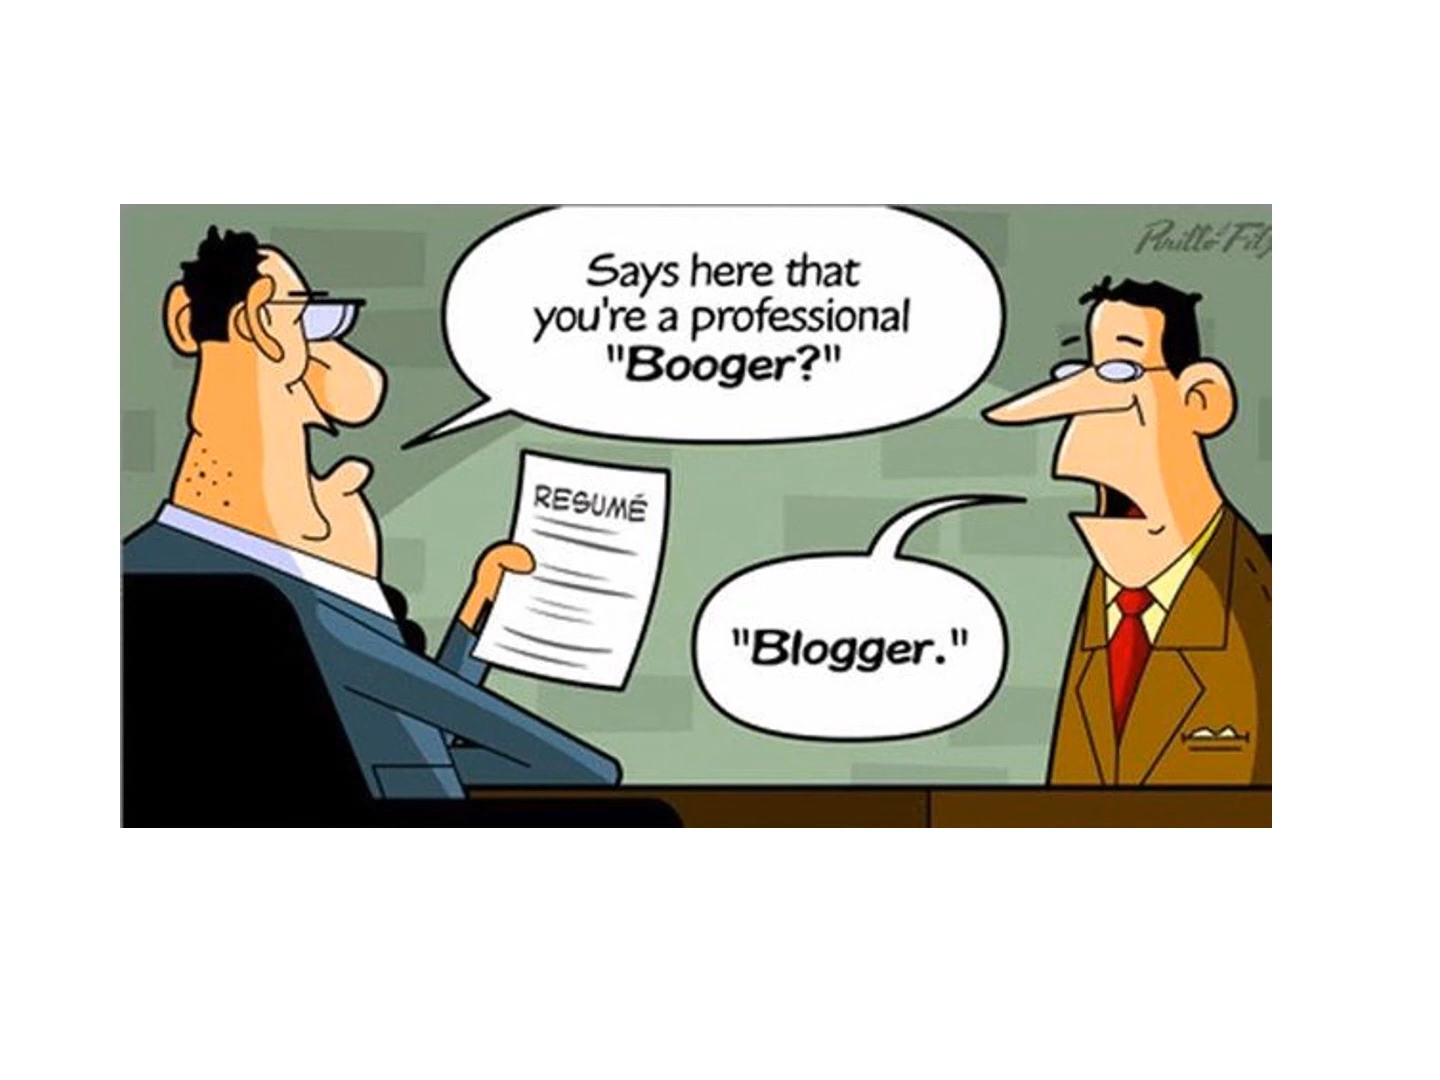 Says here that
you're a professional
"Booger?"
RESUMÉ
"Blogger."